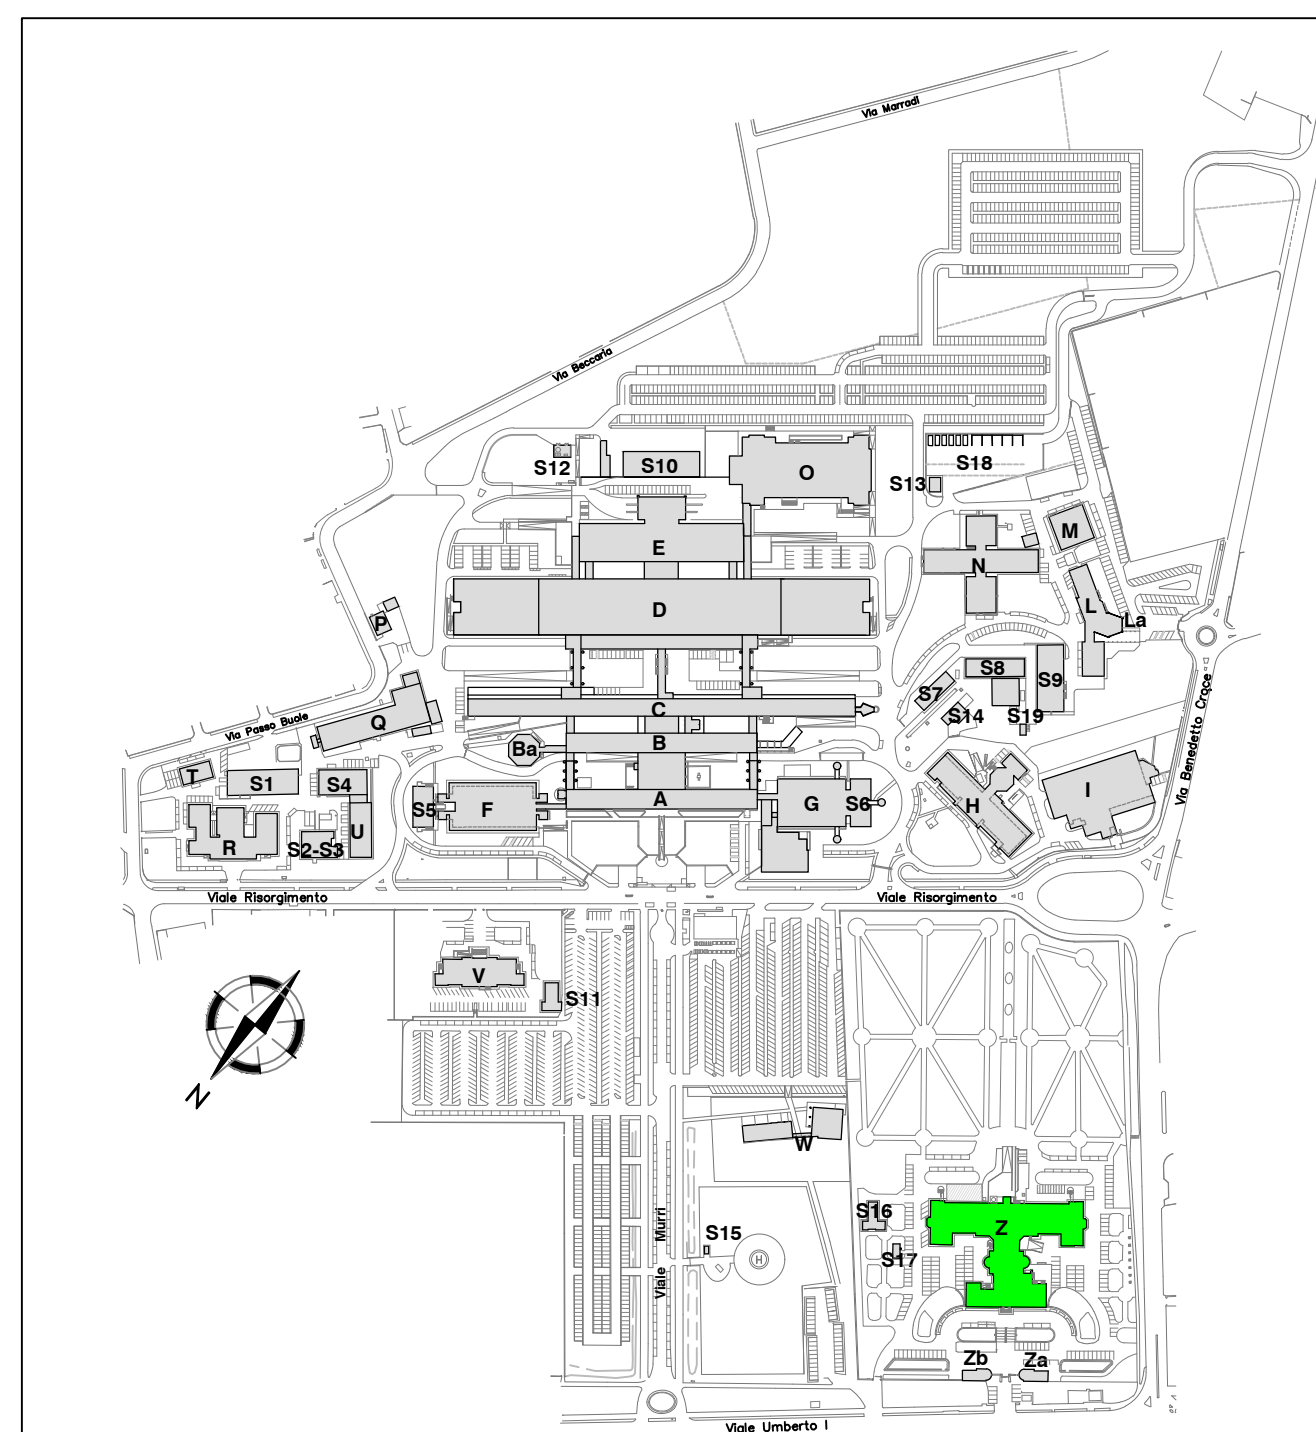 Via Marradi
Via Beccaria
S12
S10
O
S13
S18
M
E
N
D
L
La
P
S8
S9
S7
S14
S19
C
Q
Via Passo Buole
B
Ba
Via Benedetto Croce
T
S1
S4
A
S5
F
G
S6
H
I
U
R
S2-S3
Viale Risorgimento
Viale Risorgimento
V
S11
N
W
S16
Z
S15
H
S17
Viale Murri
Zb
Za
Viale Umberto I